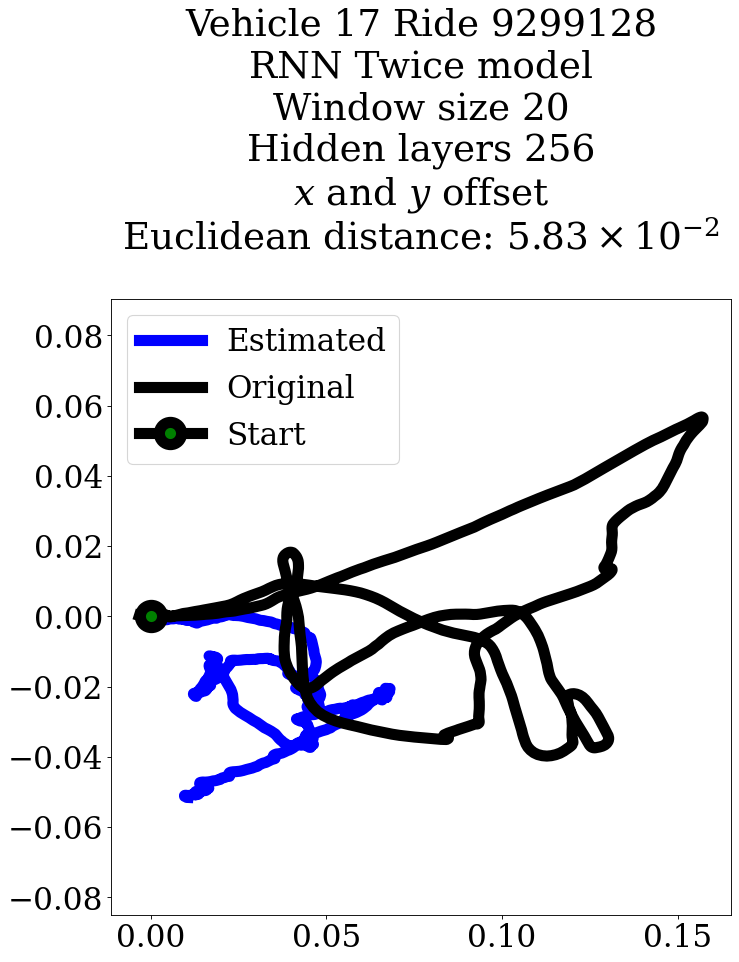 Vehicle 17 Ride 9299128
RNN Twice model
Window size 20
Hidden layers 256
x and y offset
Euclidean distance: 5.83 × 10⁻²
Estimated
Original
Start
0.08
0.06
0.04
0.02
0.00
−0.02
−0.04
−0.06
−0.08
0.00 0.05 0.10 0.15